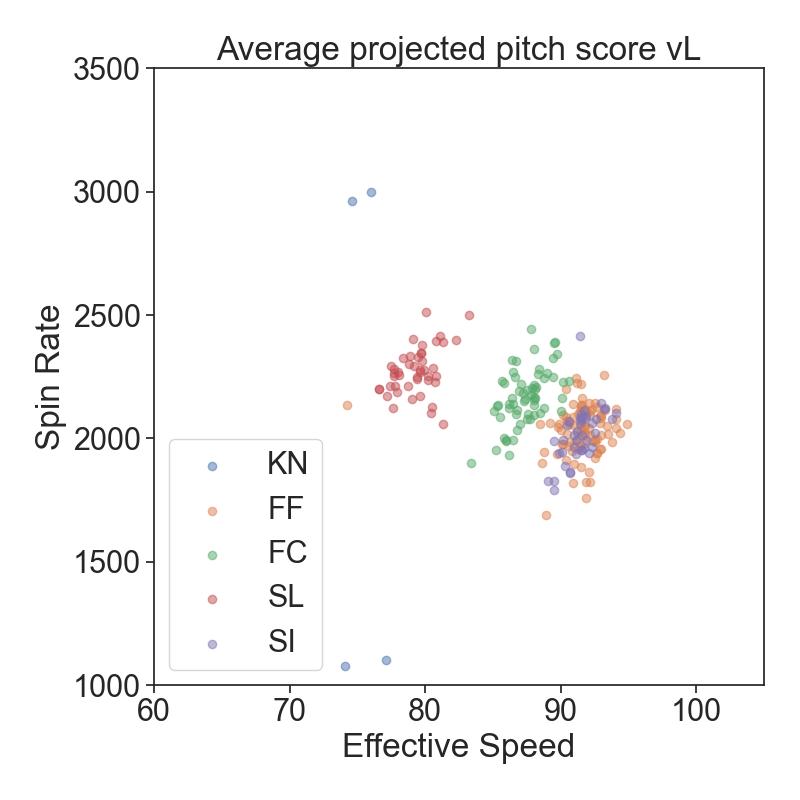 Average projected pitch score vL
3500
3000
2500
2000
1500
1000
Spin Rate
KN
FF
FC
SL
SI
60 70 80 90 100
Effective Speed